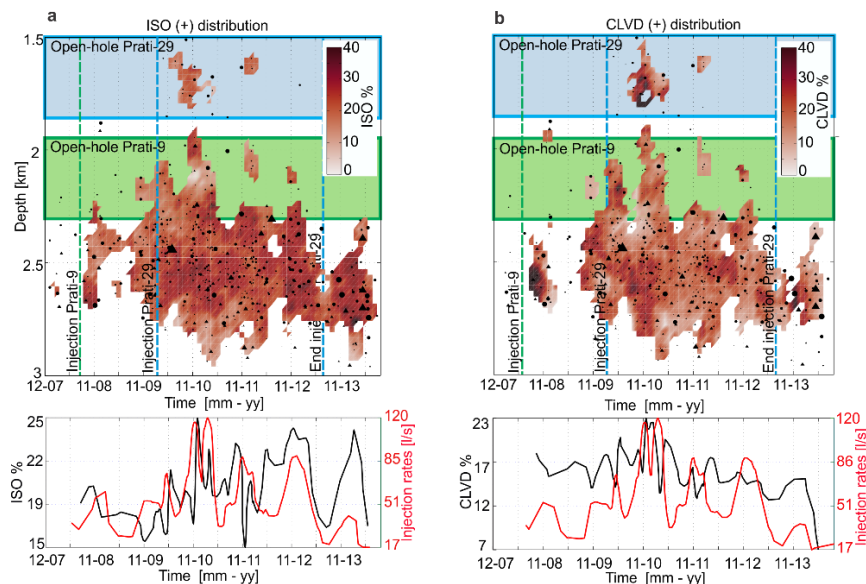 a
ISO (+) distribution
1.5
2
2.5
3
Depth [km]
Open-hole Prati-29
Open-hole Prati-9
40
30
20
10
0
ISO %
Injection Prati-9
Injection Prati-29
End injection Prati-29
12-07
11-08
11-09
11-10
11-11
11-12
11-13
Time [mm - yy]
25
22
19
15
ISO %
120
85
51
17
Injection rates [l/s]
12-07
11-08
11-09
11-10
11-11
11-12
11-13
Time [mm - yy]
b
CLVD (+) distribution
Open-hole Prati-29
Open-hole Prati-9
40
30
20
10
0
CLVD %
Injection Prati-9
Injection Prati-29
End injection Prati-29
12-07
11-08
11-09
11-10
11-11
11-12
11-13
Time [mm - yy]
23
17
12
7
CLVD %
120
86
51
17
Injection rates [l/s]
12-07
11-08
11-09
11-10
11-11
11-12
11-13
Time [mm - yy]